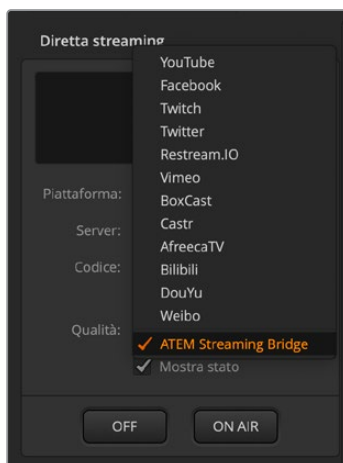 Diretta streaming
YouTube
Facebook
Twitch
Twitter
Restream.IO
Vimeo
BoxCast
Castr
AfreecaTV
Bilibili
DouYu
Weibo
ATEM Streaming Bridge
Piattaforma:
Server:
Codice:
Qualità:
Mostra stato
OFF
ON AIR